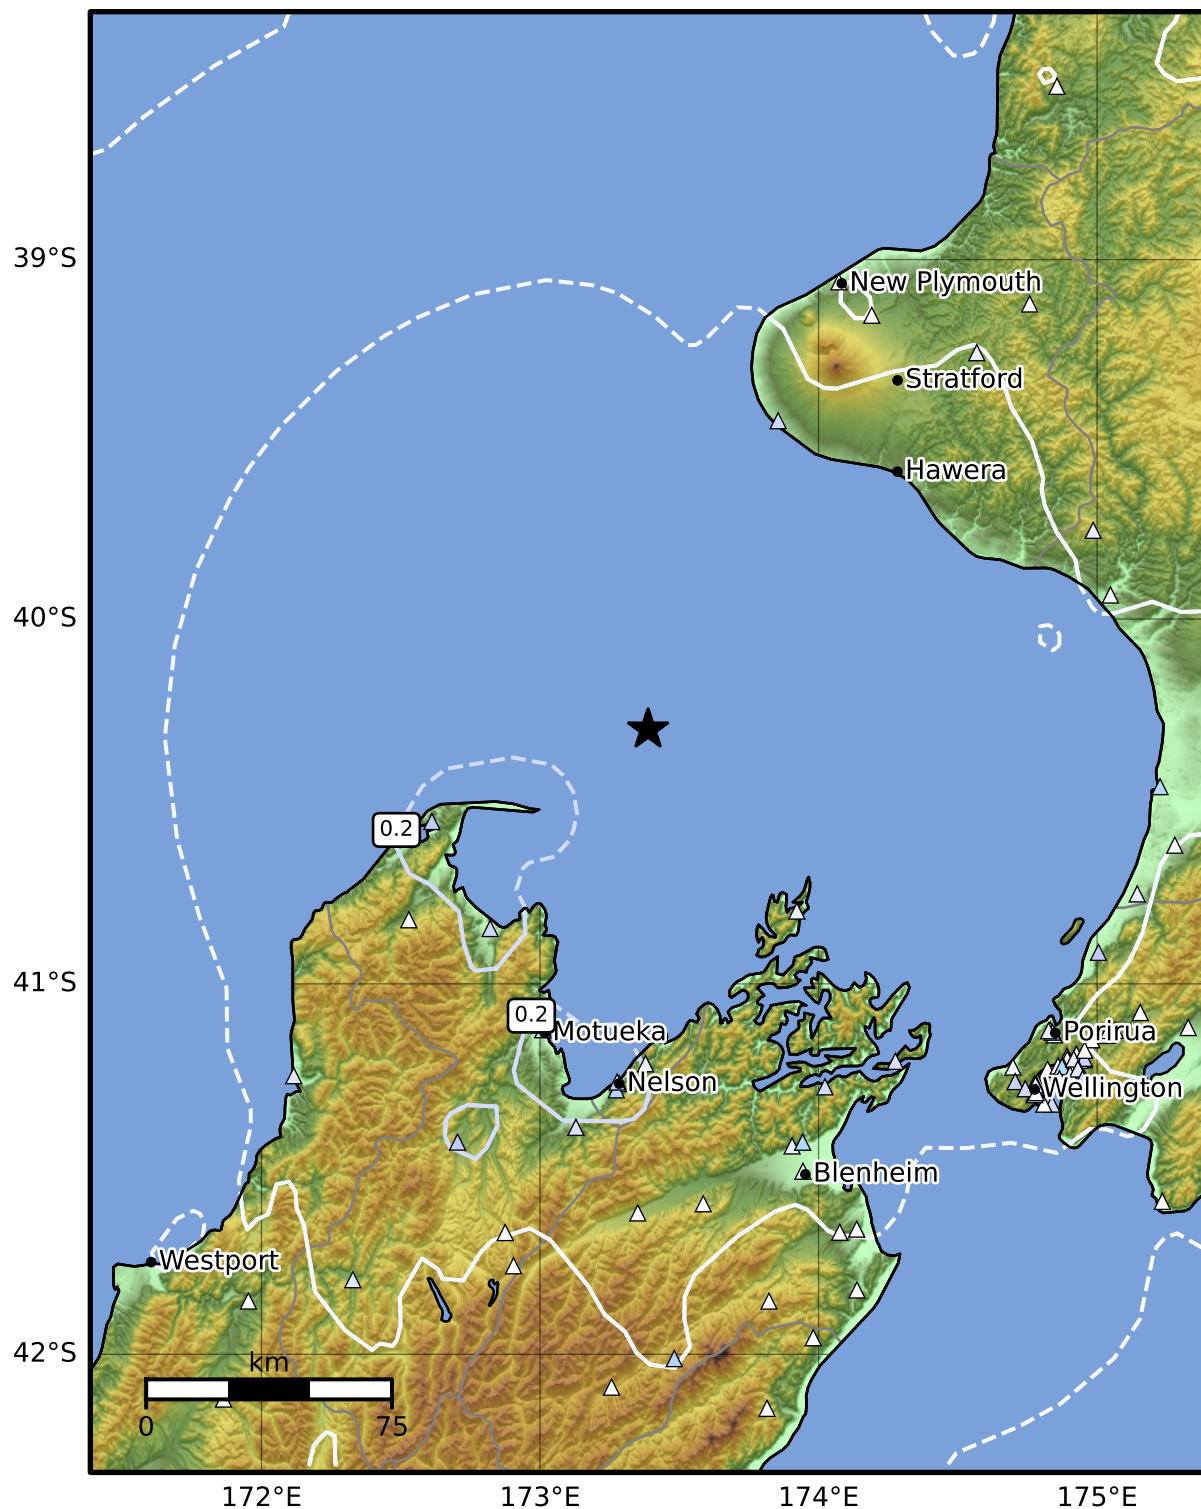 39°S
New Plymouth
Stratford
Hawera
40°S
0.2
41°S
0.2
Motueka
Porirua
Nelson
Wellington
Blenheim
Westport
42°S
km
0
75
172°E
173°E
174°E
175°E